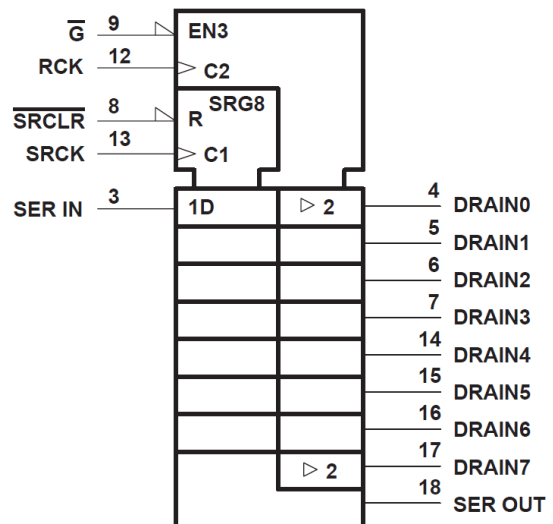 G 9 EN3
RCK 12 C2
SRG8
SRCLR 8 R
SRCK 13 C1
SER IN 3 1D 2 4 DRAIN0
5 DRAIN1
6 DRAIN2
7 DRAIN3
14 DRAIN4
15 DRAIN5
16 DRAIN6
2 17 DRAIN7
18 SER OUT